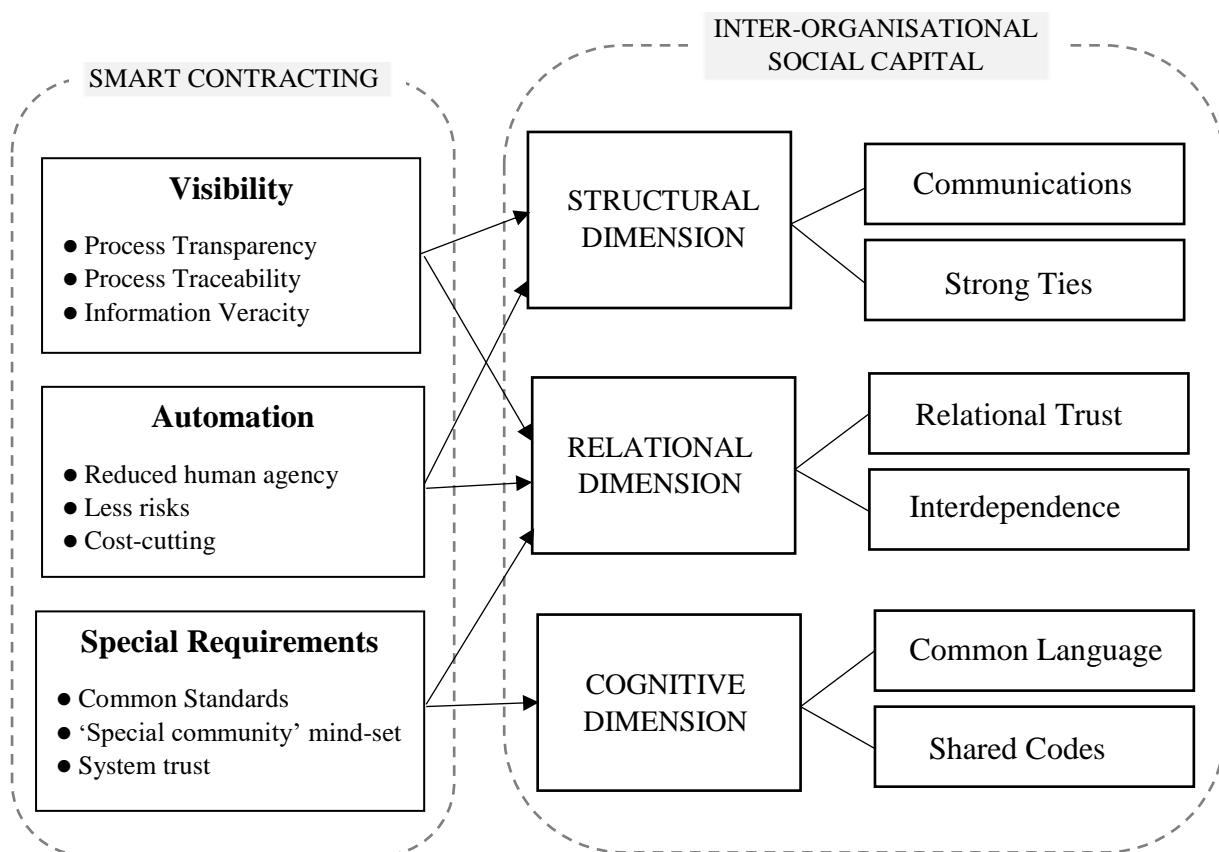 INTER-ORGANISATIONAL
SOCIAL CAPITAL
SMART CONTRACTING
Visibility
● Process Transparency
● Process Traceability
● Information Veracity
Automation
● Reduced human agency
● Less risks
● Cost-cutting
Special Requirements
● Common Standards
● ‘Special community’ mind-set
● System trust
STRUCTURAL
DIMENSION
Communications
Strong Ties
RELATIONAL
DIMENSION
Relational Trust
Interdependence
COGNITIVE
DIMENSION
Common Language
Shared Codes